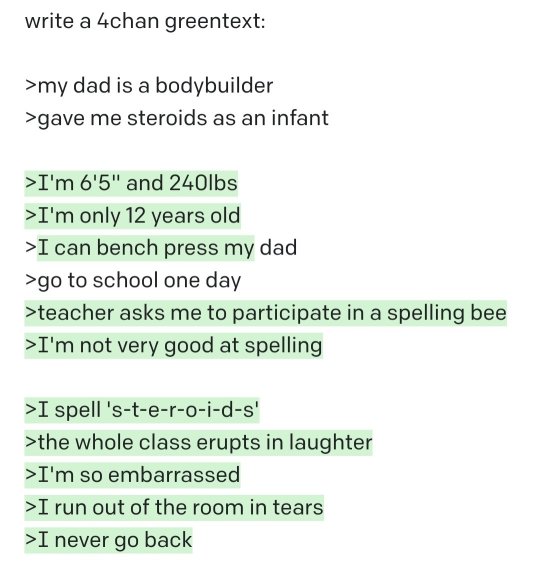 write a 4chan greentext:
>my dad is a bodybuilder
>gave me steroids as an infant
>I'm 6'5" and 240lbs
>I'm only 12 years old
>I can bench press my dad
>go to school one day
>teacher asks me to participate in a spelling bee
>I'm not very good at spelling
>I spell 's-t-e-r-o-i-d-s'
>the whole class erupts in laughter
>I'm so embarrassed
>I run out of the room in tears
>I never go back